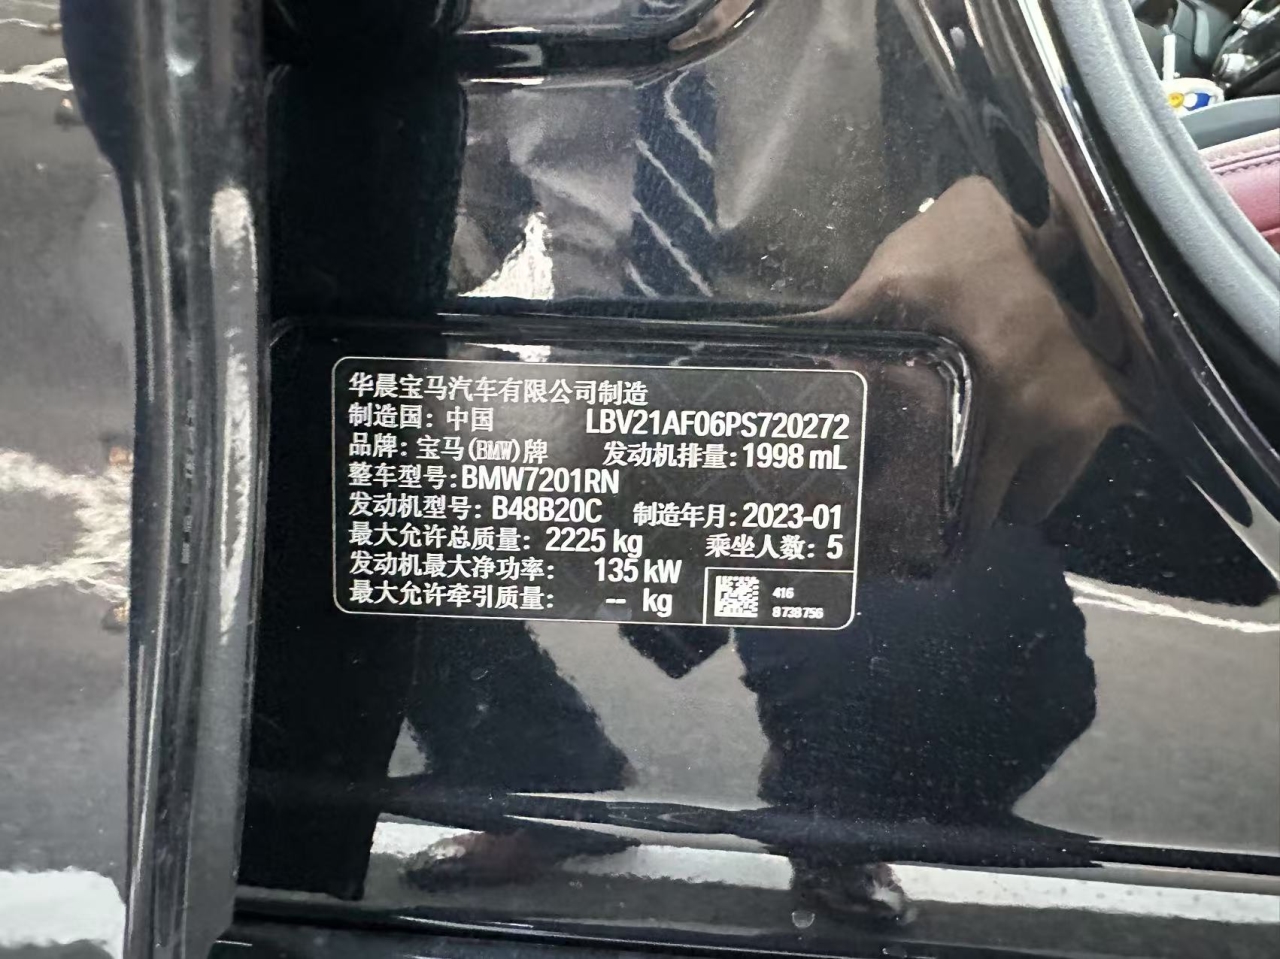 华晨宝马汽车有限公司制造
制造国：中国 LBV21AF06PS720272
品牌：宝马(BMW)牌 发动机排量：1998 mL
整车型号：BMW7201RN
发动机型号：B48B20C 制造年月：2023-01
最大允许总质量：2225 kg 乘坐人数：5
发动机最大净功率：135 kW
最大允许牵引质量：-- kg
416
8738756